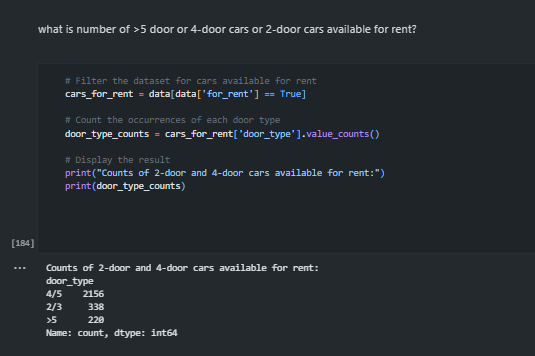 what is number of >5 door or 4-door cars or 2-door cars available for rent?
# Filter the dataset for cars available for rent
cars_for_rent = data[data['for_rent'] == True]
# Count the occurrences of each door type
door_type_counts = cars_for_rent['door_type'].value_counts()
# Display the result
print("Counts of 2-door and 4-door cars available for rent:")
print(door_type_counts)
[184]
... Counts of 2-door and 4-door cars available for rent:
door_type
4/5    2156
2/3     338
>5      220
Name: count, dtype: int64